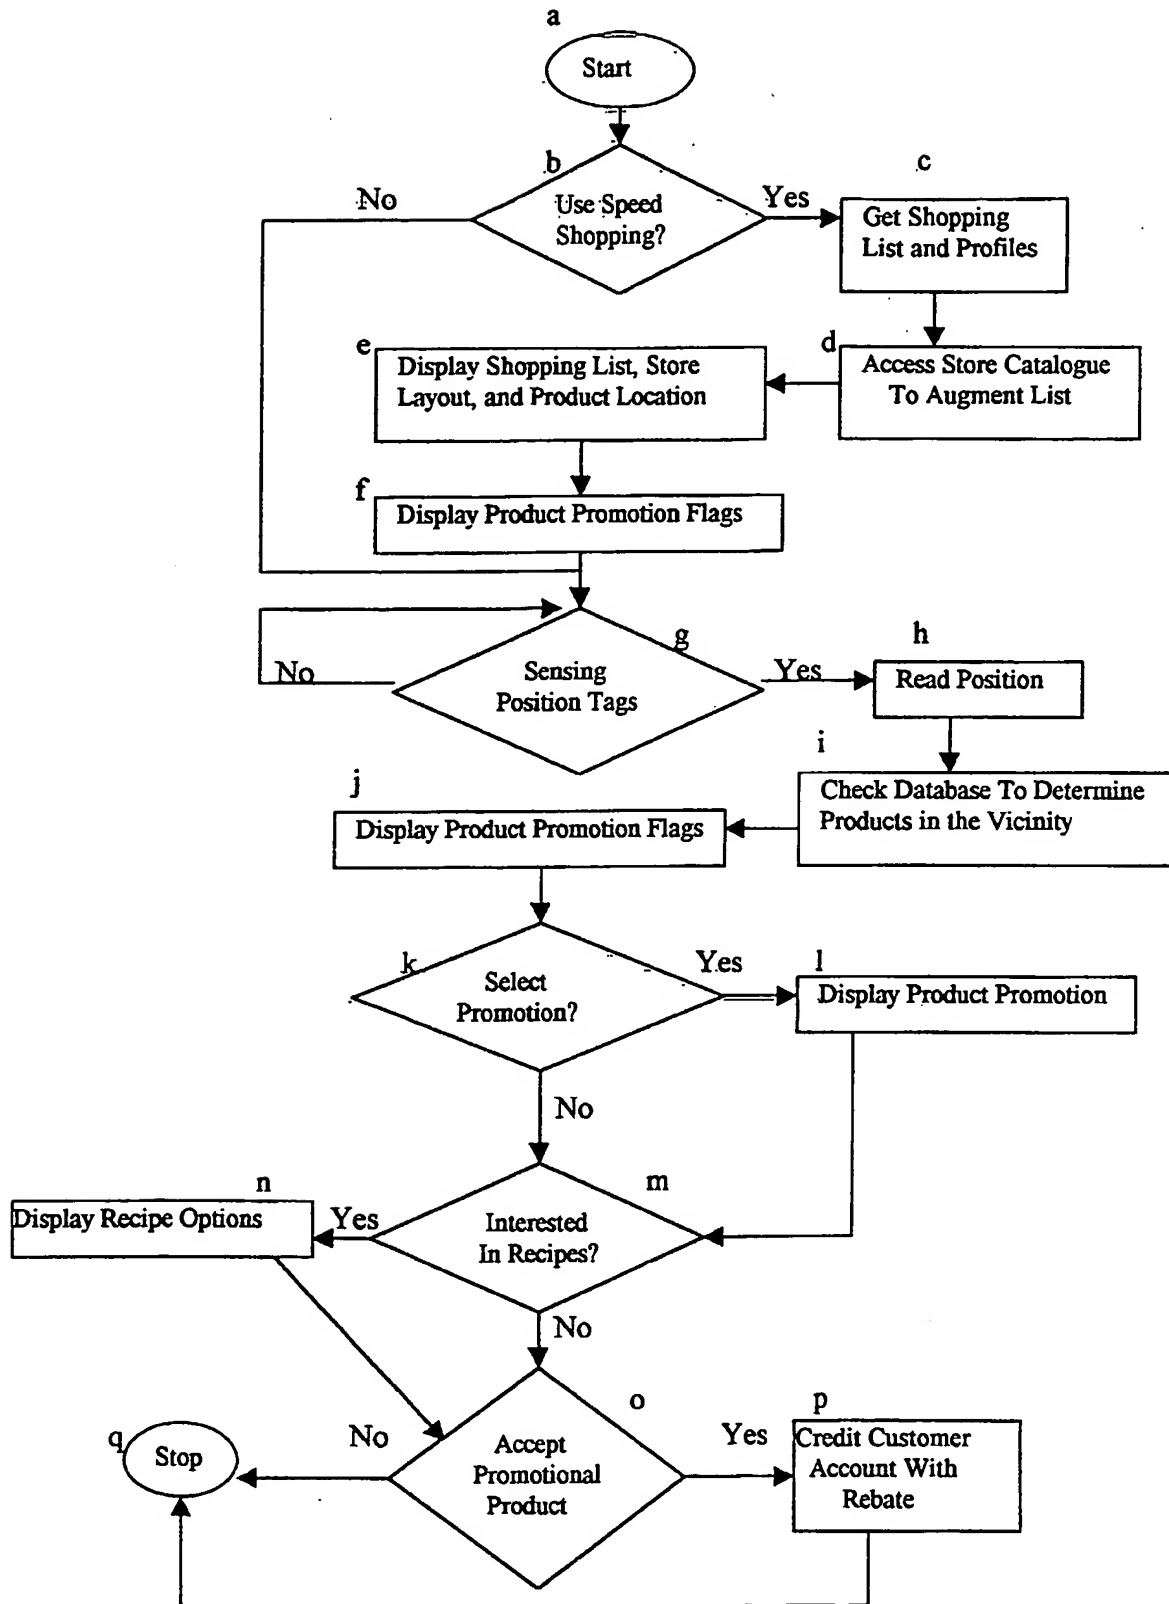 a
Start
b
Use Speed
Shopping?
No
Yes
c
Get Shopping
List and Profiles
d
Access Store Catalogue
To Augment List
e
Display Shopping List, Store
Layout, and Product Location
f
Display Product Promotion Flags
g
Sensing
Position Tags
No
Yes
h
Read Position
i
Check Database To Determine
Products in the Vicinity
j
Display Product Promotion Flags
k
Select
Promotion?
Yes
l
Display Product Promotion
No
m
Interested
In Recipes?
Yes
n
Display Recipe Options
No
o
Accept
Promotional
Product
Yes
p
Credit Customer
Account With
Rebate
No
q
Stop